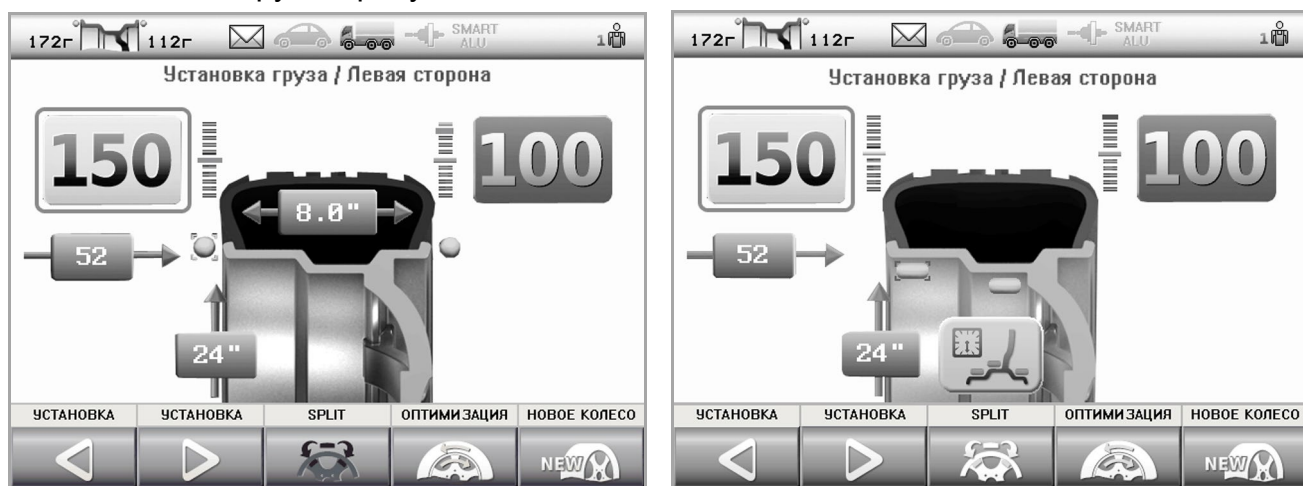 172г 112г SMART ALU 1
Установка груза / Левая сторона
150 100
8.0"
52
24"
УСТАНОВКА УСТАНОВКА SPLIT ОПТИМИЗАЦИЯ НОВОЕ КОЛЕСО
NEW
172г 112г SMART ALU 1
Установка груза / Левая сторона
150 100
52
24"
УСТАНОВКА УСТАНОВКА SPLIT ОПТИМИЗАЦИЯ НОВОЕ КОЛЕСО
NEW